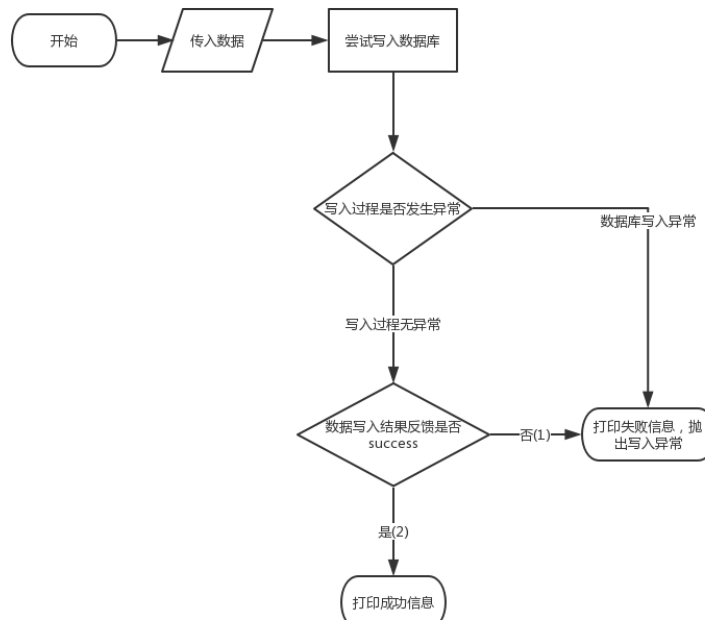 开始
传入数据
尝试写入数据库
写入过程是否发生异常
数据库写入异常
写入过程无异常
数据写入结果反馈是否
success
否(1)
打印失败信息，抛
出写入异常
是(2)
打印成功信息